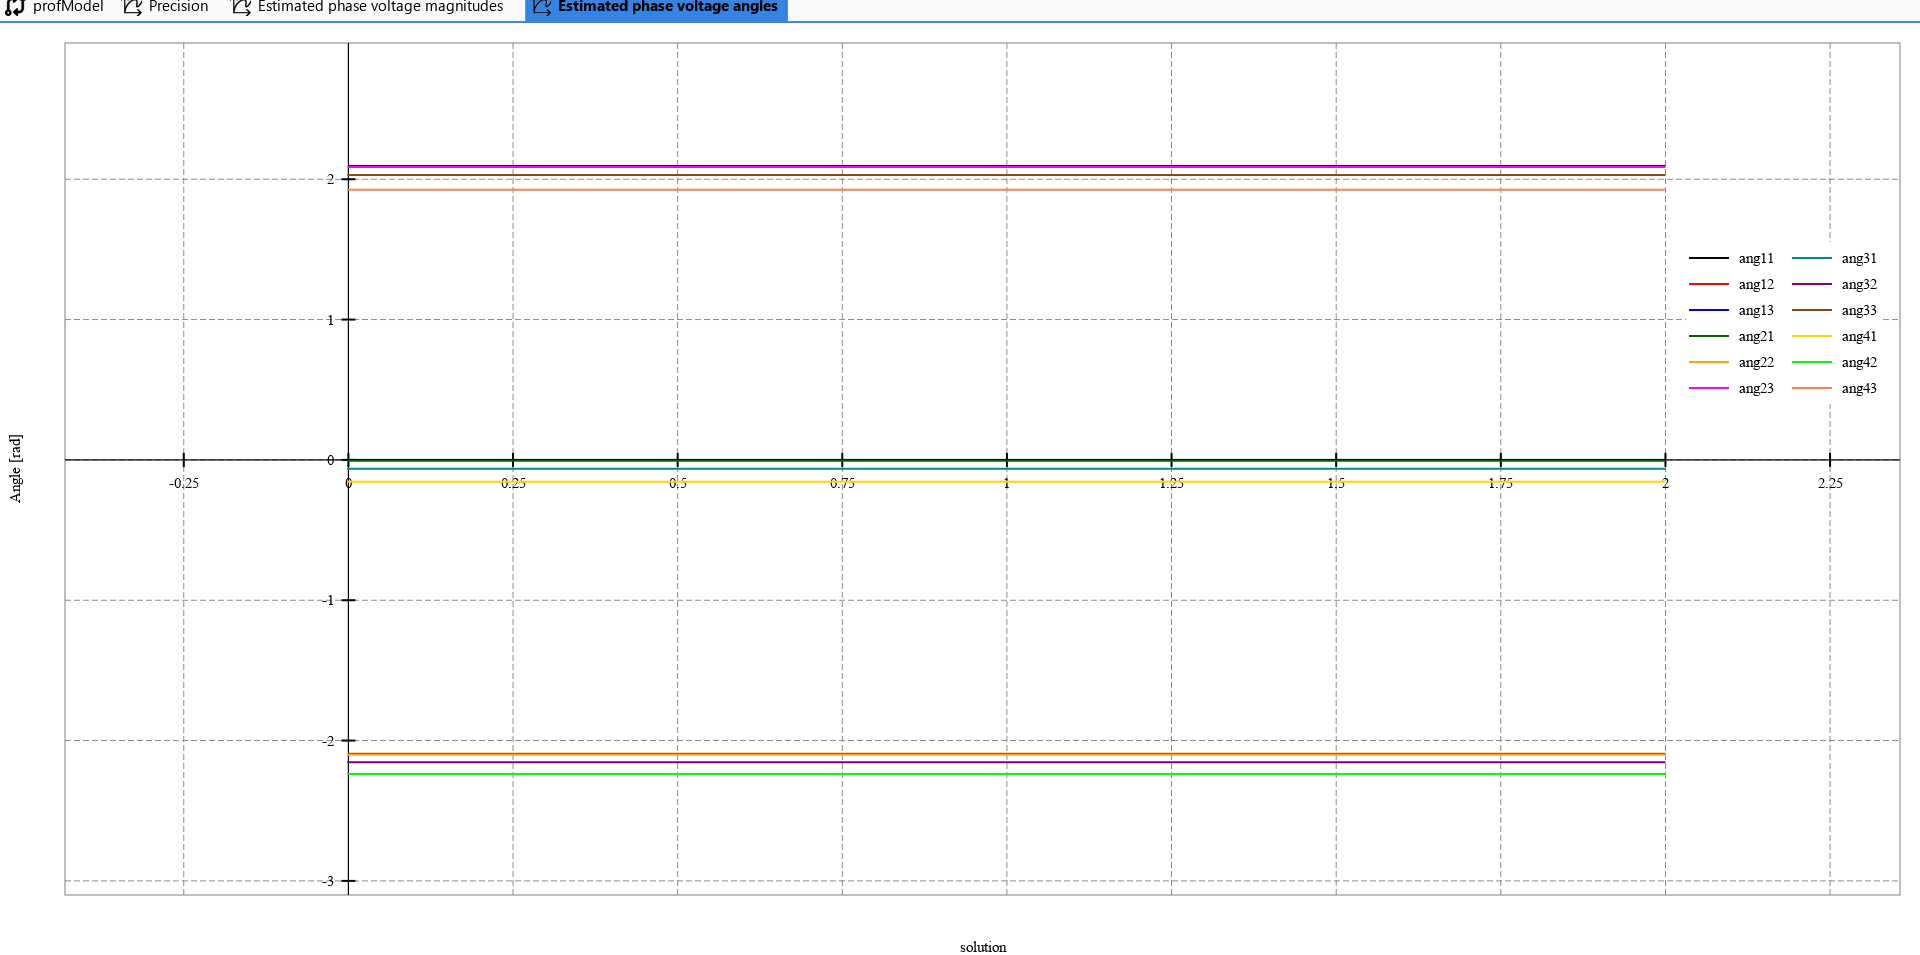 profModel Precision Estimated phase voltage magnitudes Estimated phase voltage angles
2
1
0
-1
-2
-3
Angle [rad]
-0.25 0 0.25 0.5 0.75 1 1.25 1.5 1.75 2 2.25
solution
ang11 ang31
ang12 ang32
ang13 ang33
ang21 ang41
ang22 ang42
ang23 ang43